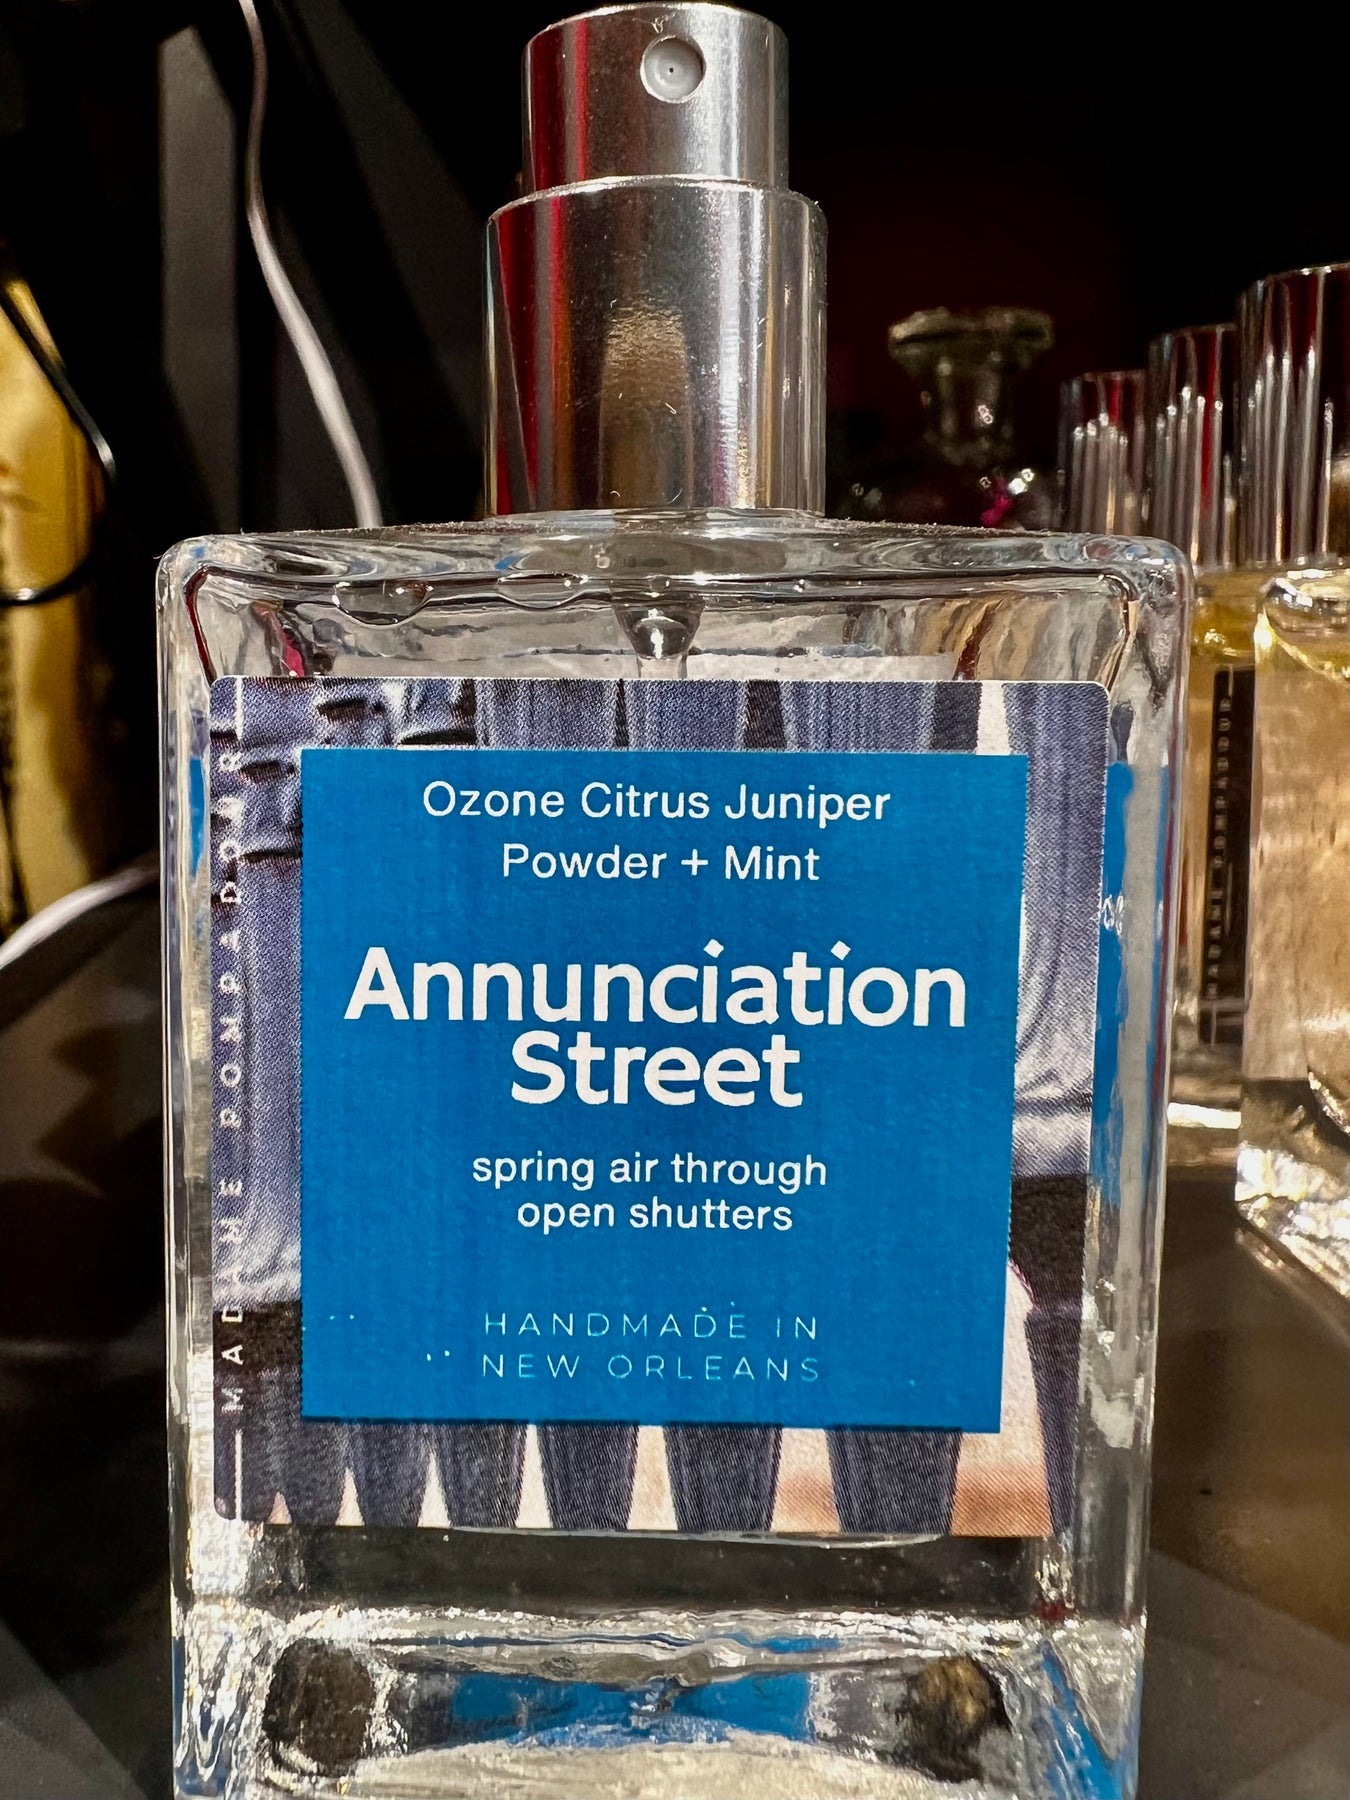 Ozone Citrus Juniper
Powder + Mint
Annunciation
Street
spring air through
open shutters
HANDMADE IN
NEW ORLEANS
MADAME POMPADOUR